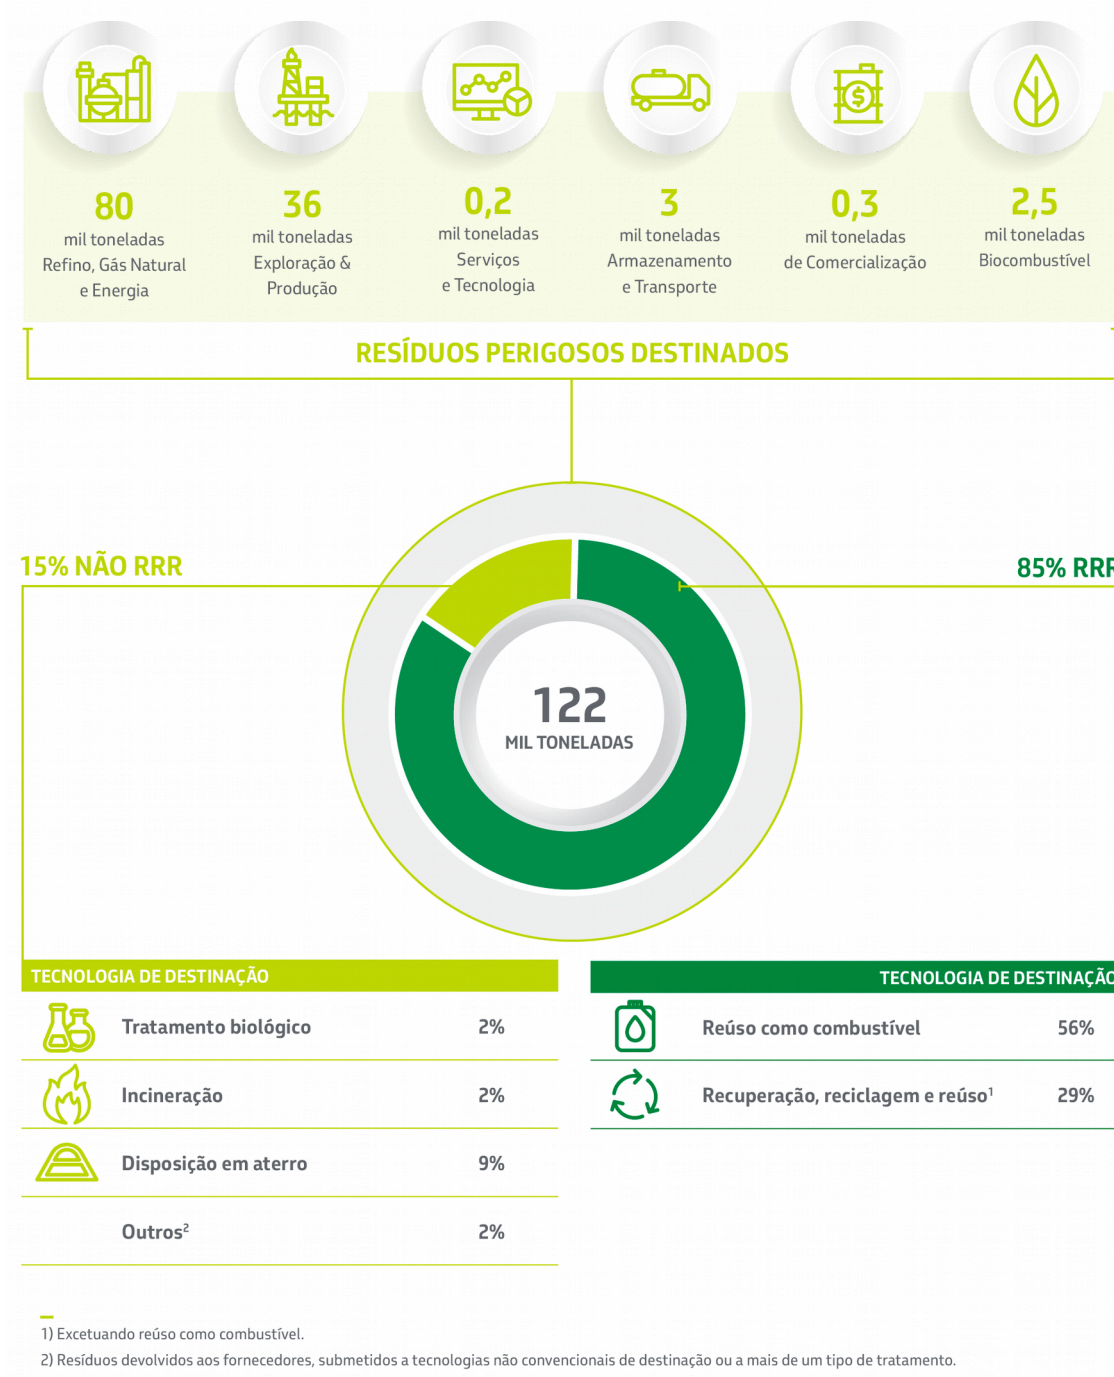 80
mil toneladas
Refino, Gás Natural
e Energia
36
mil toneladas
Exploração &
Produção
0,2
mil toneladas
Serviços
e Tecnologia
3
mil toneladas
Armazenamento
e Transporte
0,3
mil toneladas
de Comercialização
2,5
mil toneladas
Biocombustível
RESÍDUOS PERIGOSOS DESTINADOS
15% NÃO RRR
85% RRR
122
MIL TONELADAS
TECNOLOGIA DE DESTINAÇÃO
Tratamento biológico 2%
Incineração 2%
Disposição em aterro 9%
Outros² 2%
TECNOLOGIA DE DESTINAÇÃO
Reúso como combustível 56%
Recuperação, reciclagem e reúso¹ 29%
1) Excetuando reúso como combustível.
2) Resíduos devolvidos aos fornecedores, submetidos a tecnologias não convencionais de destinação ou a mais de um tipo de tratamento.